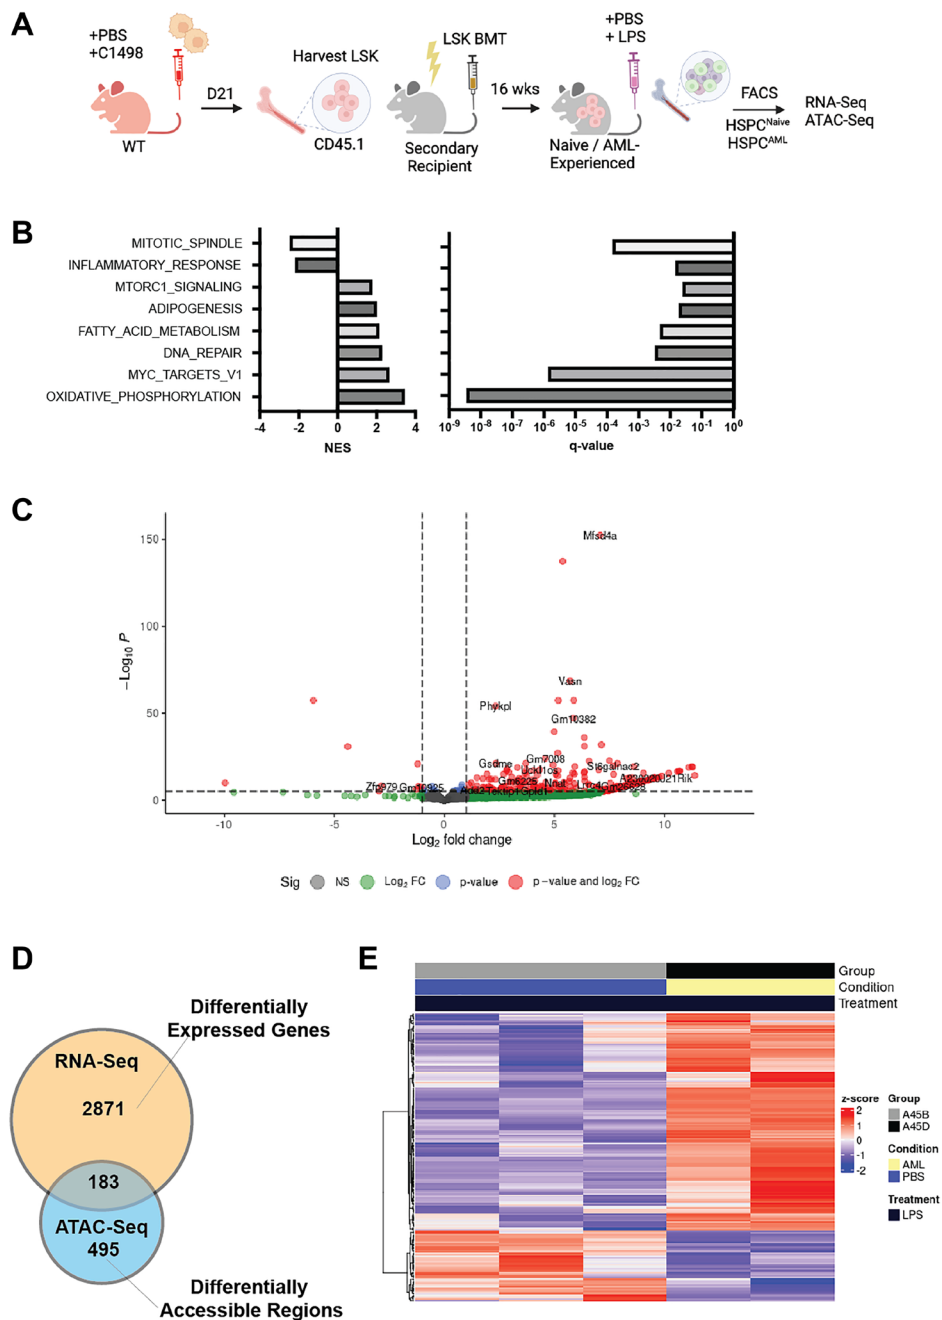 A
+PBS
+C1498
WT
D21
Harvest LSK
CD45.1
LSK BMT
Secondary
Recipient
16 wks
+PBS
+ LPS
Naive / AML-
Experienced
FACS
HSPC^Naive
HSPC^AML
RNA-Seq
ATAC-Seq
B
MITOTIC_SPINDLE
INFLAMMATORY_RESPONSE
MTORC1_SIGNALING
ADIPOGENESIS
FATTY_ACID_METABOLISM
DNA_REPAIR
MYC_TARGETS_V1
OXIDATIVE_PHOSPHORYLATION
-4 -2 0 2 4
NES
10^-9 10^-8 10^-7 10^-6 10^-5 10^-4 10^-3 10^-2 10^-1 10^0
q-value
C
150
100
50
0
−Log10 P
Mfsd4a
Vasn
Phykpl
Gm10382
Gsdme
Gm7008
St6galnac2
A230020J21Rik
Gm6225
Zfp979
-10 -5 0 5 10
Log2 fold change
Sig NS Log2 FC p-value p−value and log2 FC
D
Differentially
Expressed Genes
RNA-Seq
2871
183
ATAC-Seq
495
Differentially
Accessible Regions
E
Group
Condition
Treatment
z-score
2
1
0
-1
-2
Group
A45B
A45D
Condition
AML
PBS
Treatment
LPS